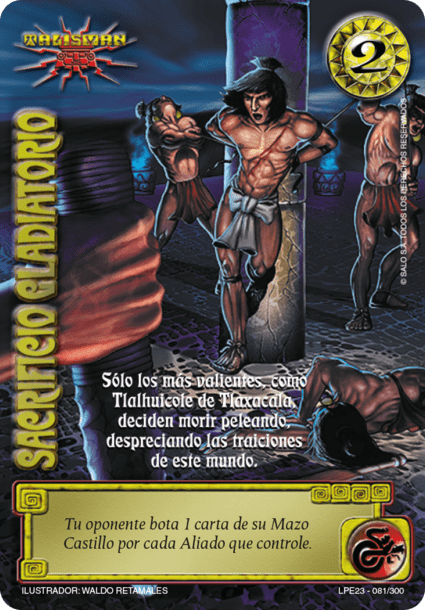 TALISMAN
2
SACRIFICIO GLADIATORIO
© SALO S.A. TODOS LOS DERECHOS RESERVADOS
Sólo los más valientes, como
Tlalhuicole de Tlaxacala,
deciden morir peleando,
despreciando las traiciones
de este mundo.
Tu oponente bota 1 carta de su Mazo
Castillo por cada Aliado que controle.
ILUSTRADOR: WALDO RETAMALES
LPE23 - 081/300